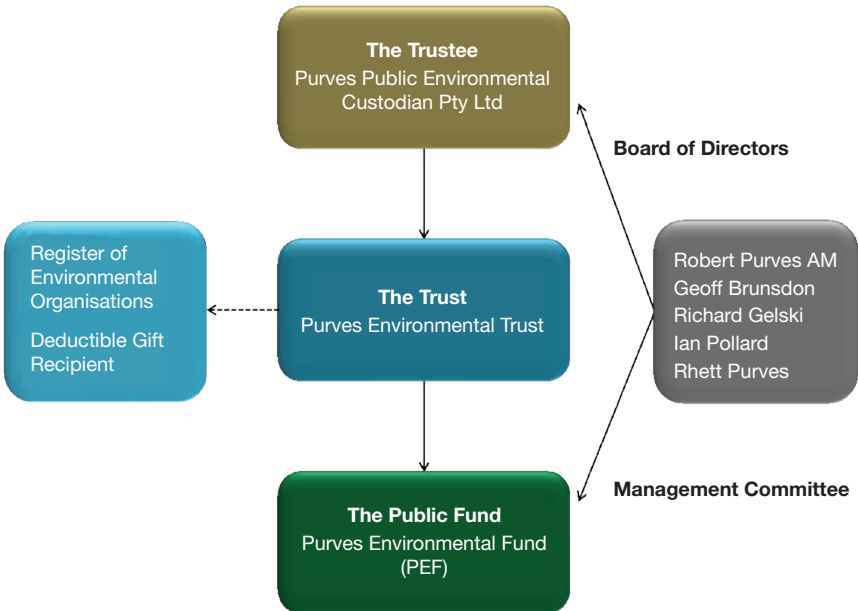 The Trustee
Purves Public Environmental
Custodian Pty Ltd
Board of Directors
Register of
Environmental
Organisations
Deductible Gift
Recipient
The Trust
Purves Environmental Trust
Robert Purves AM
Geoff Brunsdon
Richard Gelski
Ian Pollard
Rhett Purves
Management Committee
The Public Fund
Purves Environmental Fund
(PEF)